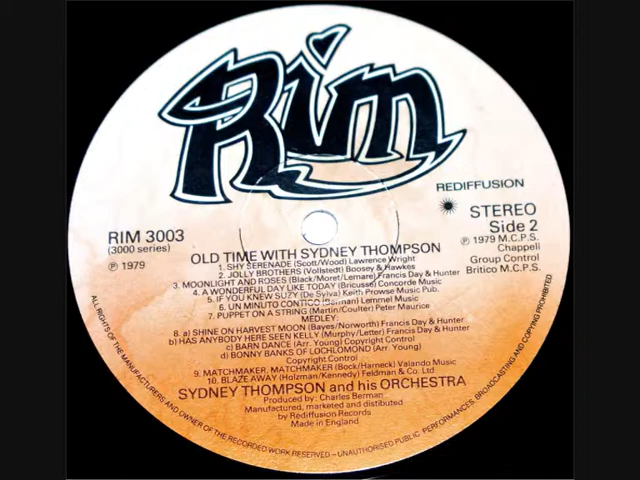 Rim
REDIFFUSION
RIM 3003
(3000 series)
℗ 1979
STEREO
Side 2
℗ 1979 M.C.P.S.
Chappell
Group Control
Britico M.C.P.S.
OLD TIME WITH SYDNEY THOMPSON
1. SHY SERENADE (Scott/Wood) Lawrence Wright
2. JOLLY BROTHERS (Vollstedt) Boosey & Hawkes
3. MOONLIGHT AND ROSES (Black/Moret/Lemare) Francis Day & Hunter
4. A WONDERFUL DAY LIKE TODAY (Bricusse) Concorde Music
5. IF YOU KNEW SUZY (De Sylva) Keith Prowse Music Pub.
6. UN MINUTO CONTIGO (Berman) Lemmel Music
7. PUPPET ON A STRING (Martin/Coulter) Peter Maurice
MEDLEY:
8. a) SHINE ON HARVEST MOON (Bayes/Norworth) Francis Day & Hunter
b) HAS ANYBODY HERE SEEN KELLY (Murphy/Letter) Francis Day & Hunter
c) BARN DANCE (Arr. Young) Copyright Control
d) BONNY BANKS OF LOCHLOMOND (Arr. Young)
Copyright Control
9. MATCHMAKER, MATCHMAKER (Bock/Harneck) Valando Music
10. BLAZE AWAY (Holzman/Kennedy) Feldman & Co. Ltd
SYDNEY THOMPSON and his ORCHESTRA
Produced by: Charles Berman
Manufactured, marketed and distibuted
by Rediffusion Records
Made in England
ALL RIGHTS OF THE MANUFACTURERS AND OWNER OF THE RECORDED WORK RESERVED – UNAUTHORISED PUBLIC PERFORMANCES, BROADCASTING AND COPYING PROHIBITED